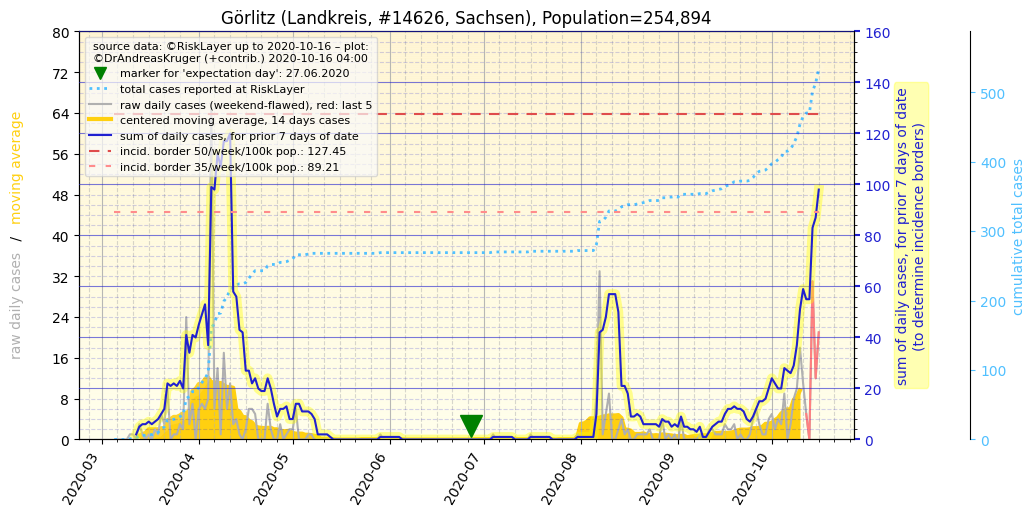 Görlitz (Landkreis, #14626, Sachsen), Population=254,894
source data: ©RiskLayer up to 2020-10-16 – plot:
©DrAndreasKruger (+contrib.) 2020-10-16 04:00
marker for 'expectation day': 27.06.2020
total cases reported at RiskLayer
raw daily cases (weekend-flawed), red: last 5
centered moving average, 14 days cases
sum of daily cases, for prior 7 days of date
incid. border 50/week/100k pop.: 127.45
incid. border 35/week/100k pop.: 89.21
raw daily cases / moving average
80
72
64
56
48
40
32
24
16
8
0
2020-03
2020-04
2020-05
2020-06
2020-07
2020-08
2020-09
2020-10
160
140
120
100
80
60
40
20
0
sum of daily cases, for prior 7 days of date
(to determine incidence borders)
500
400
300
200
100
0
cumulative total cases